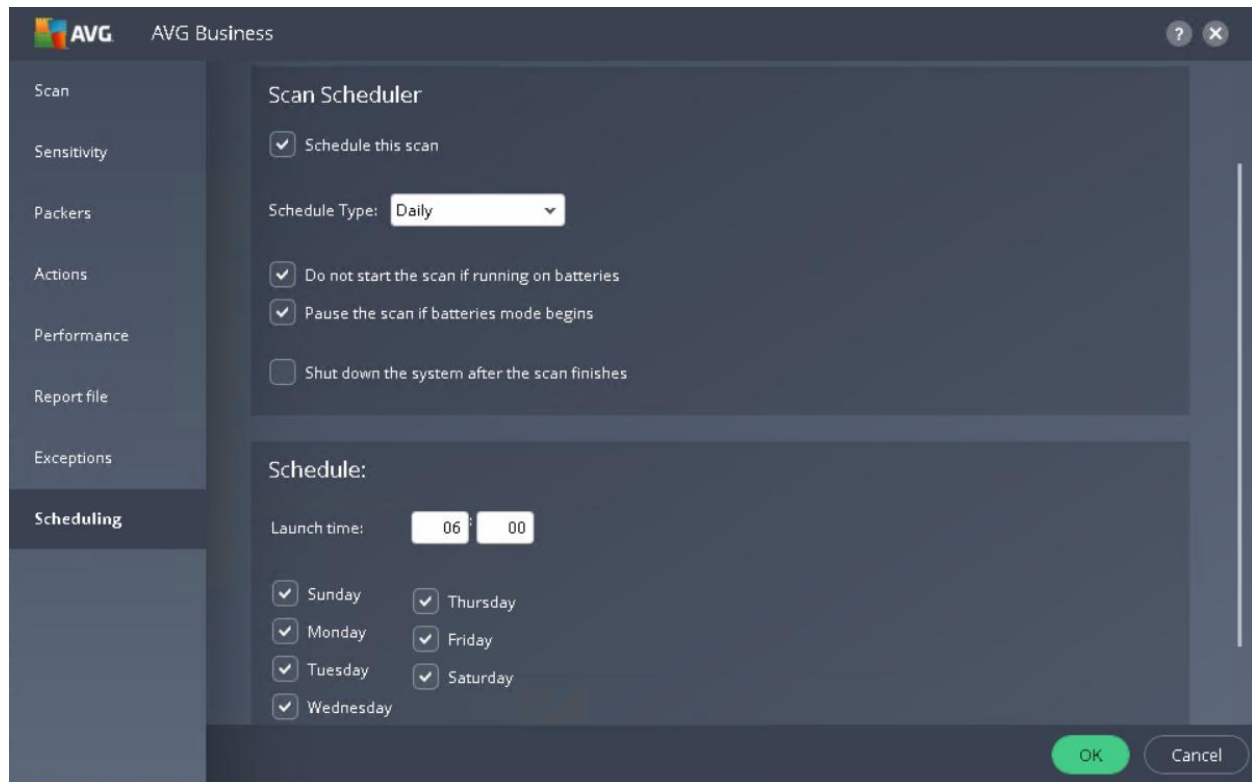 AVG AVG Business ?
Scan
Sensitivity
Packers
Actions
Performance
Report file
Exceptions
Scheduling
Scan Scheduler
Schedule this scan
Schedule Type: Daily
Do not start the scan if running on batteries
Pause the scan if batteries mode begins
Shut down the system after the scan finishes
Schedule:
Launch time: 06 : 00
Sunday
Monday
Tuesday
Wednesday
Thursday
Friday
Saturday
OK Cancel